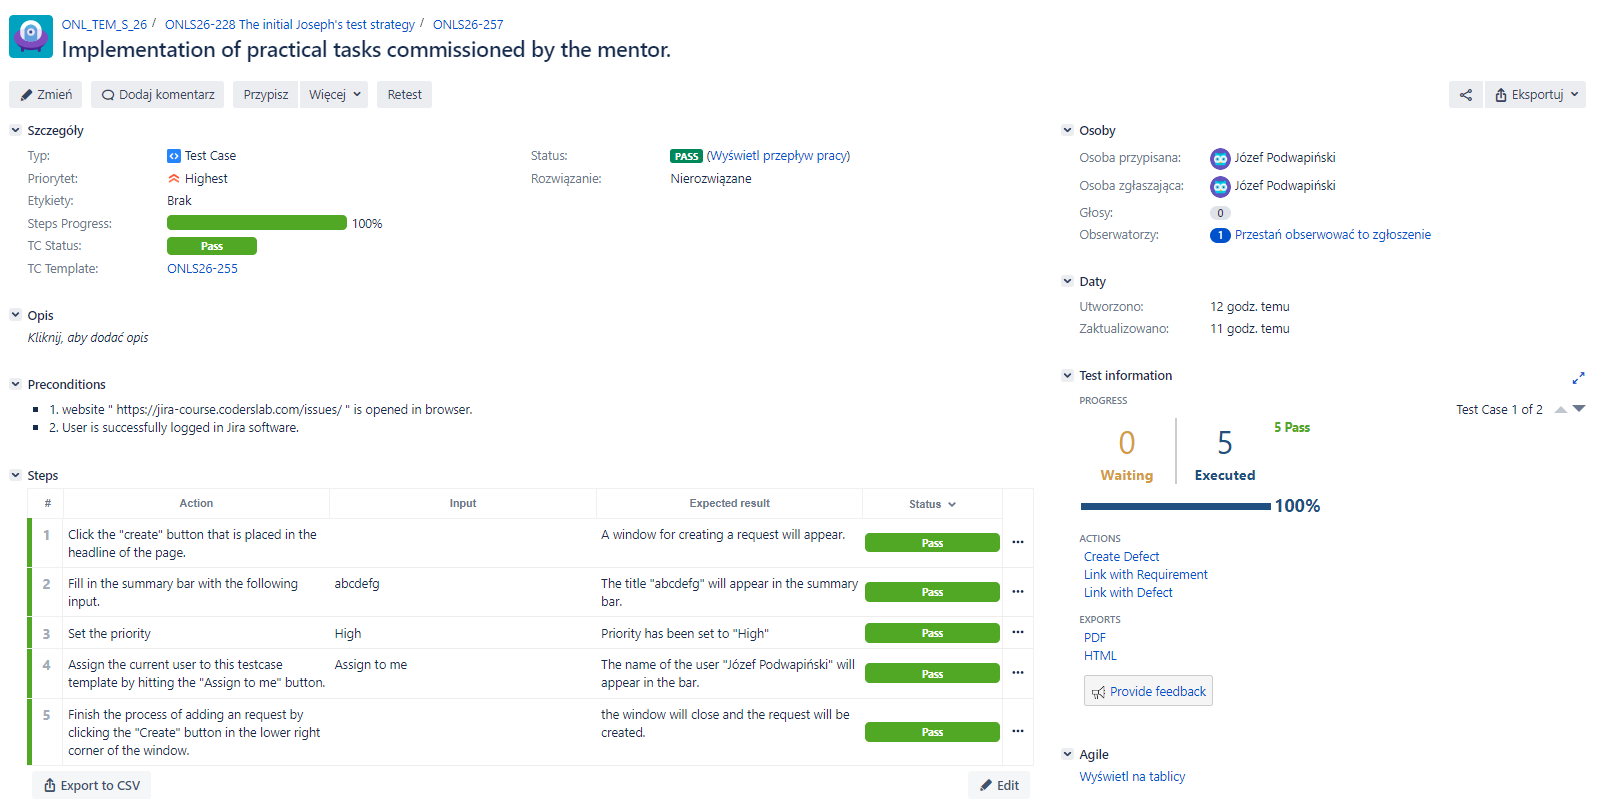 ONL_TEM_S_26 / ONLS26-228 The initial Joseph's test strategy / ONLS26-257
Implementation of practical tasks commissioned by the mentor.
Zmień Dodaj komentarz Przypisz Więcej Retest Eksportuj
Szczegóły
Typ: Test Case
Priorytet: Highest
Etykiety: Brak
Steps Progress: 100%
TC Status: Pass
TC Template: ONLS26-255
Status: PASS (Wyświetl przepływ pracy)
Rozwiązanie: Nierozwiązane
Opis
Kliknij, aby dodać opis
Preconditions
1. website " https://jira-course.coderslab.com/issues/ " is opened in browser.
2. User is successfully logged in Jira software.
Steps
# Action Input Expected result Status
1 Click the "create" button that is placed in the A window for creating a request will appear. Pass
headline of the page.
2 Fill in the summary bar with the following abcdefg The title "abcdefg" will appear in the summary Pass
input. bar.
3 Set the priority High Priority has been set to "High" Pass
4 Assign the current user to this testcase Assign to me The name of the user "Józef Podwapiński" will Pass
template by hitting the "Assign to me" button. appear in the bar.
5 Finish the process of adding an request by the window will close and the request will be Pass
clicking the "Create" button in the lower right created.
corner of the window.
Export to CSV Edit
Osoby
Osoba przypisana: Józef Podwapiński
Osoba zgłaszająca: Józef Podwapiński
Głosy: 0
Obserwatorzy: 1 Przestań obserwować to zgłoszenie
Daty
Utworzono: 12 godz. temu
Zaktualizowano: 11 godz. temu
Test information
PROGRESS
Test Case 1 of 2
0 5 5 Pass
Waiting Executed
100%
ACTIONS
Create Defect
Link with Requirement
Link with Defect
EXPORTS
PDF
HTML
Provide feedback
Agile
Wyświetl na tablicy